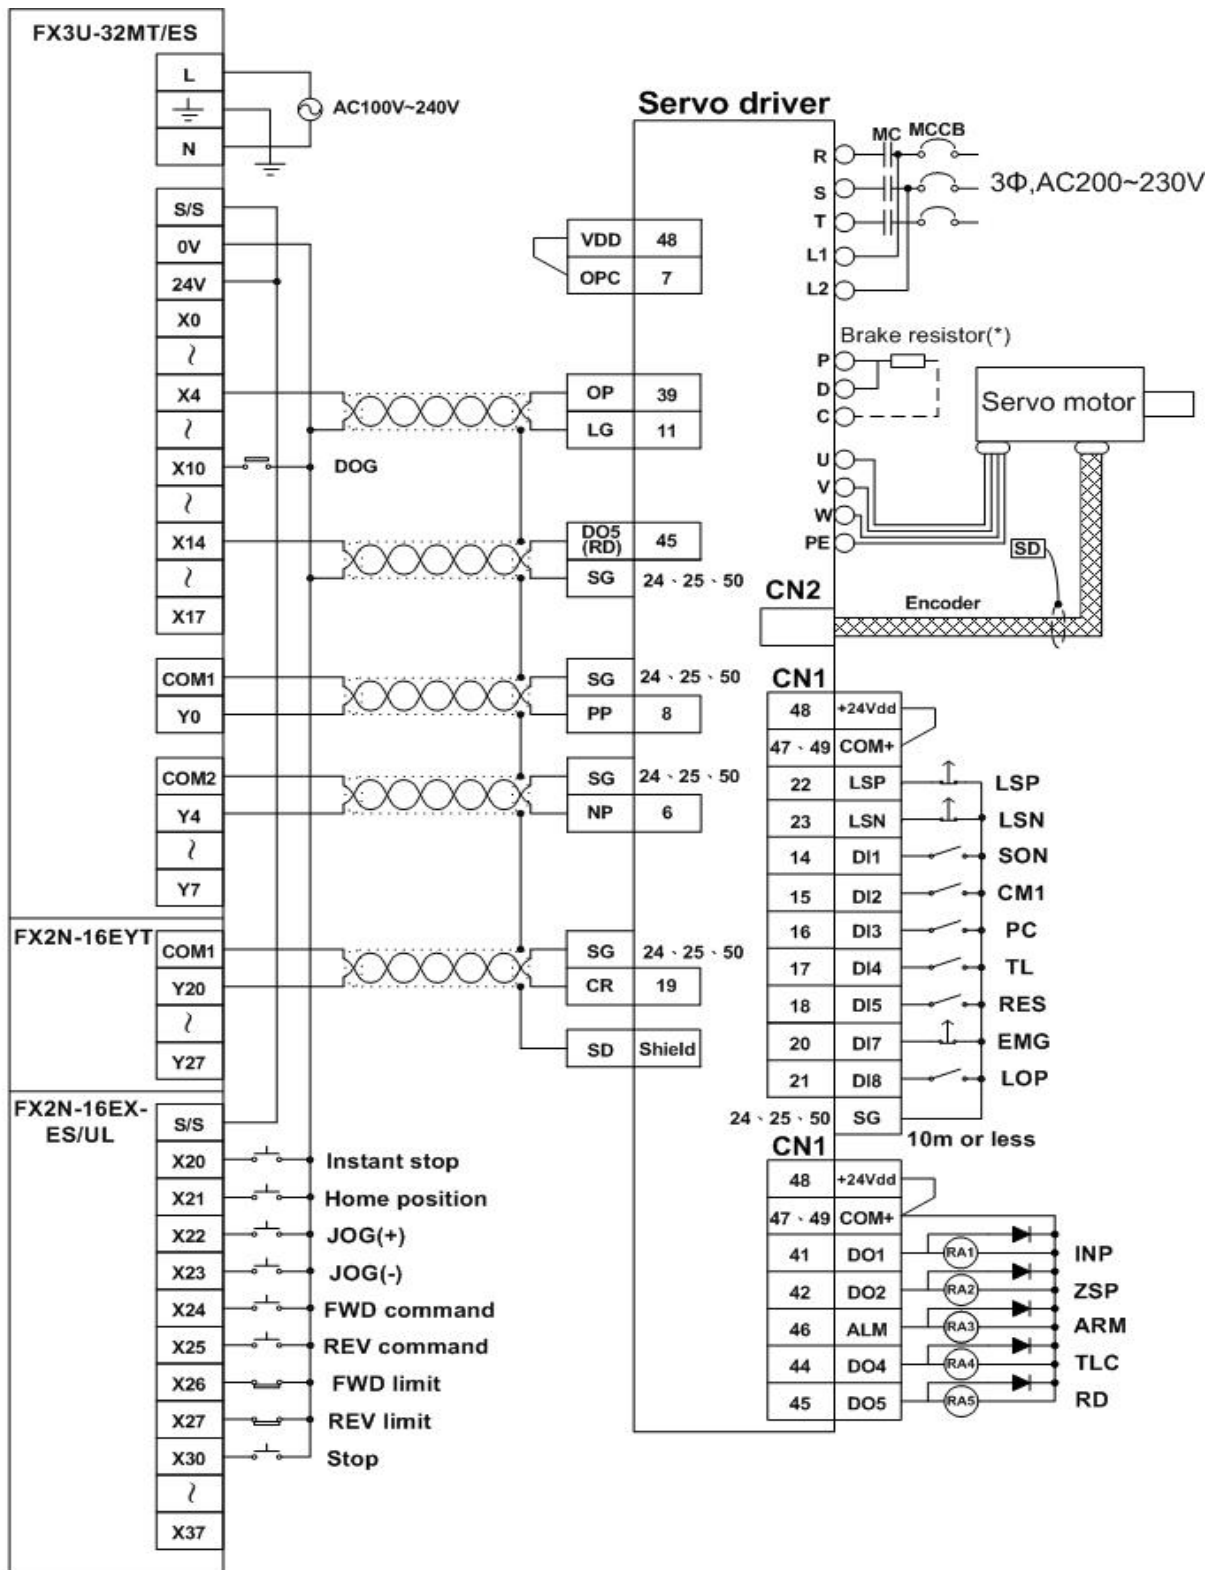 FX3U-32MT/ES
L
N
AC100V~240V
S/S
0V
24V
X0
~
X4
~
X10
DOG
~
X14
~
X17
COM1
Y0
COM2
Y4
~
Y7
FX2N-16EYT
COM1
Y20
~
Y27
FX2N-16EX-
ES/UL
S/S
X20 Instant stop
X21 Home position
X22 JOG(+)
X23 JOG(-)
X24 FWD command
X25 REV command
X26 FWD limit
X27 REV limit
X30 Stop
~
X37
Servo driver
VDD 48
OPC 7
OP 39
LG 11
DO5
(RD) 45
SG 24、25、50
SG 24、25、50
PP 8
SG 24、25、50
NP 6
SG 24、25、50
CR 19
SD Shield
MC MCCB
R
S
T
3Φ,AC200~230V
L1
L2
Brake resistor(*)
P
D
C
Servo motor
U
V
W
PE
SD
CN2
Encoder
CN1
48 +24Vdd
47、49 COM+
22 LSP LSP
23 LSN LSN
14 DI1 SON
15 DI2 CM1
16 DI3 PC
17 DI4 TL
18 DI5 RES
20 DI7 EMG
21 DI8 LOP
24、25、50 SG
10m or less
CN1
48 +24Vdd
47、49 COM+
41 DO1 RA1 INP
42 DO2 RA2 ZSP
46 ALM RA3 ARM
44 DO4 RA4 TLC
45 DO5 RA5 RD